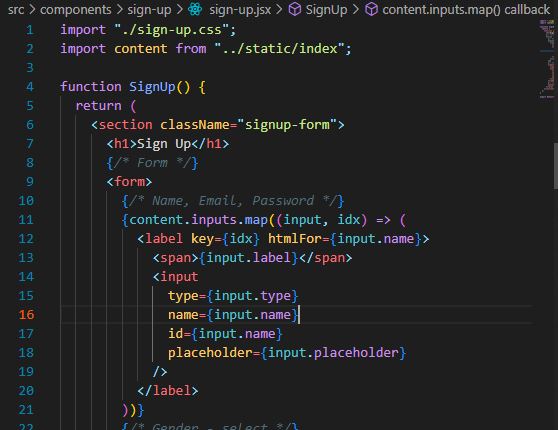 src > components > sign-up > sign-up.jsx > SignUp > content.inputs.map() callback
1 import "./sign-up.css";
2 import content from "../static/index";
3
4 function SignUp() {
5 return (
6 <section className="signup-form">
7 <h1>Sign Up</h1>
8 {/* Form */}
9 <form>
10 {/* Name, Email, Password */}
11 {content.inputs.map((input, idx) => (
12 <label key={idx} htmlFor={input.name}>
13 <span>{input.label}</span>
14 <input
15 type={input.type}
16 name={input.name}
17 id={input.name}
18 placeholder={input.placeholder}
19 />
20 </label>
21 ))}
22 {/* Gender - select */}